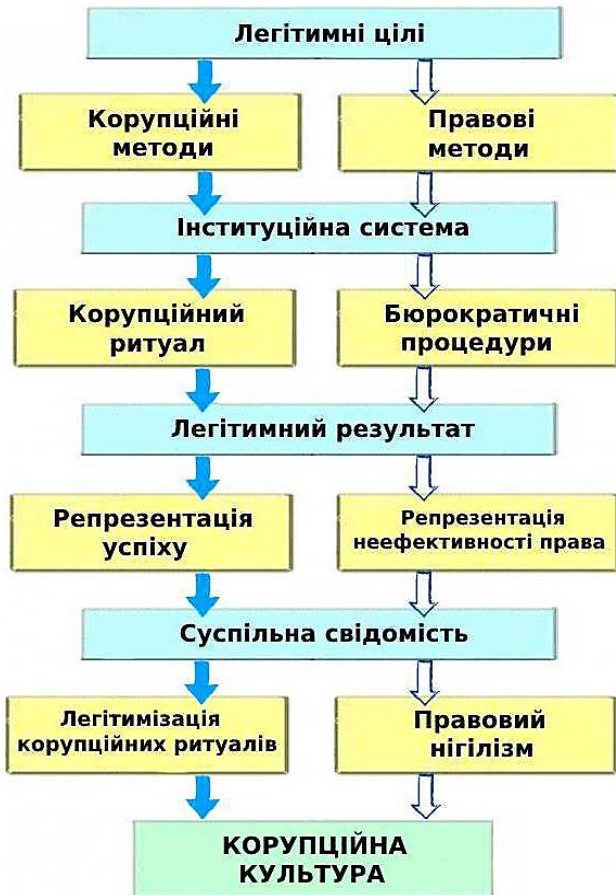 Легітимні цілі
Корупційні
методи
Правові
методи
Інституційна система
Корупційний
ритуал
Бюрократичні
процедури
Легітимний результат
Репрезентація
успіху
Репрезентація
неефективності права
Суспільна свідомість
Легітимізація
корупційних ритуалів
Правовий
нігілізм
КОРУПЦІЙНА
КУЛЬТУРА